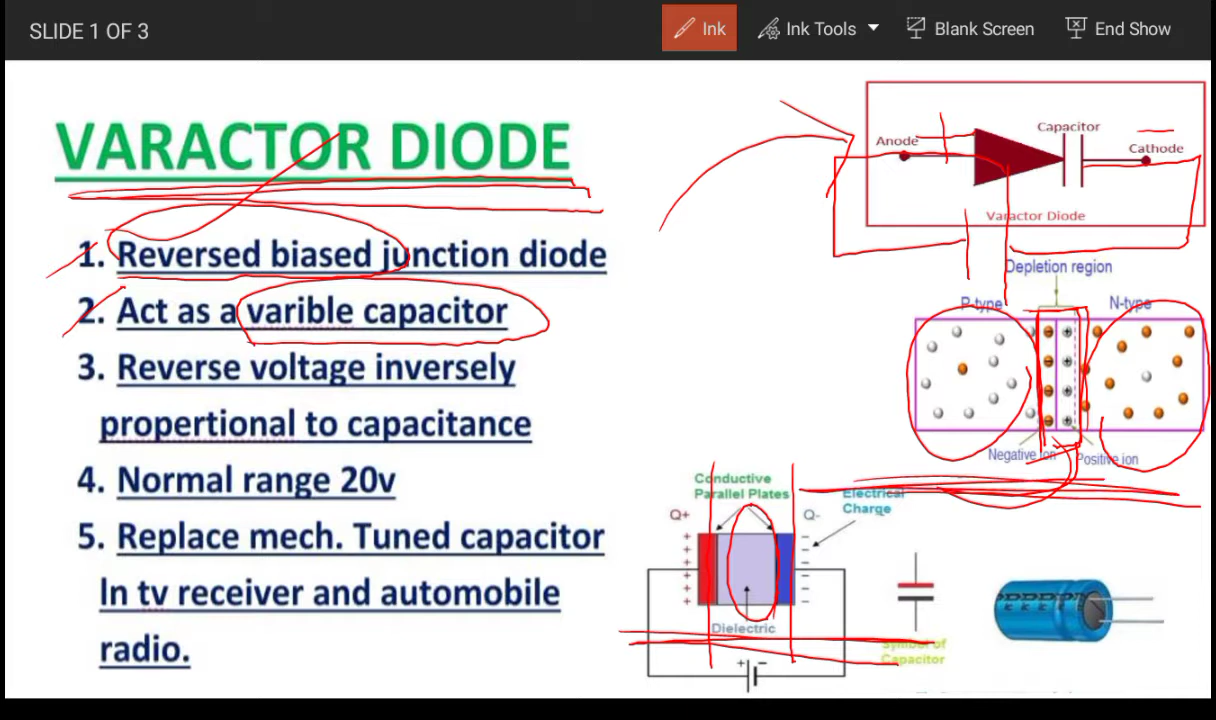 SLIDE 1 OF 3
Ink
Ink Tools
Blank Screen
End Show
VARACTOR DIODE
1. Reversed biased junction diode
2. Act as a varible capacitor
3. Reverse voltage inversely
propertional to capacitance
4. Normal range 20v
5. Replace mech. Tuned capacitor
In tv receiver and automobile
radio.
Capacitor
Anode
Cathode
Varactor Diode
Depletion region
P-type
N-type
Negative ion
Positive ion
Conductive
Parallel Plates
Electrical
Charge
Q+
Q-
Dielectric
Symbol of
Capacitor